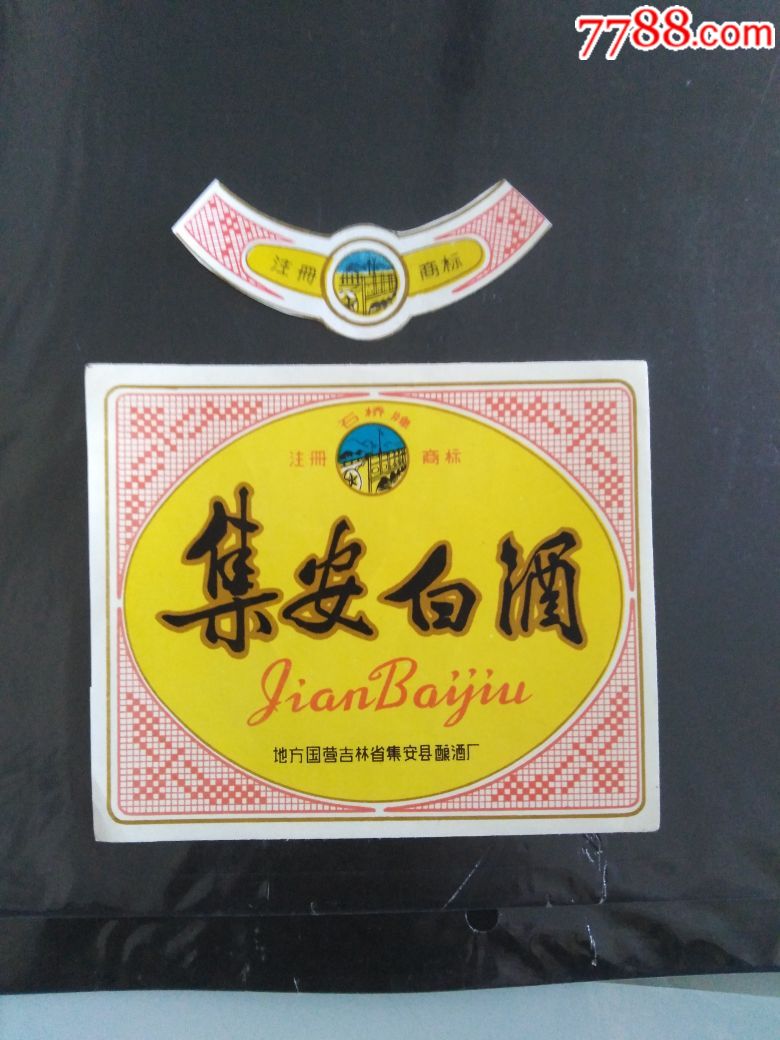 7788.com
注册 商标
石桥牌
注册 商标
集安白酒
JianBaijiu
地方国营吉林省集安县酿酒厂